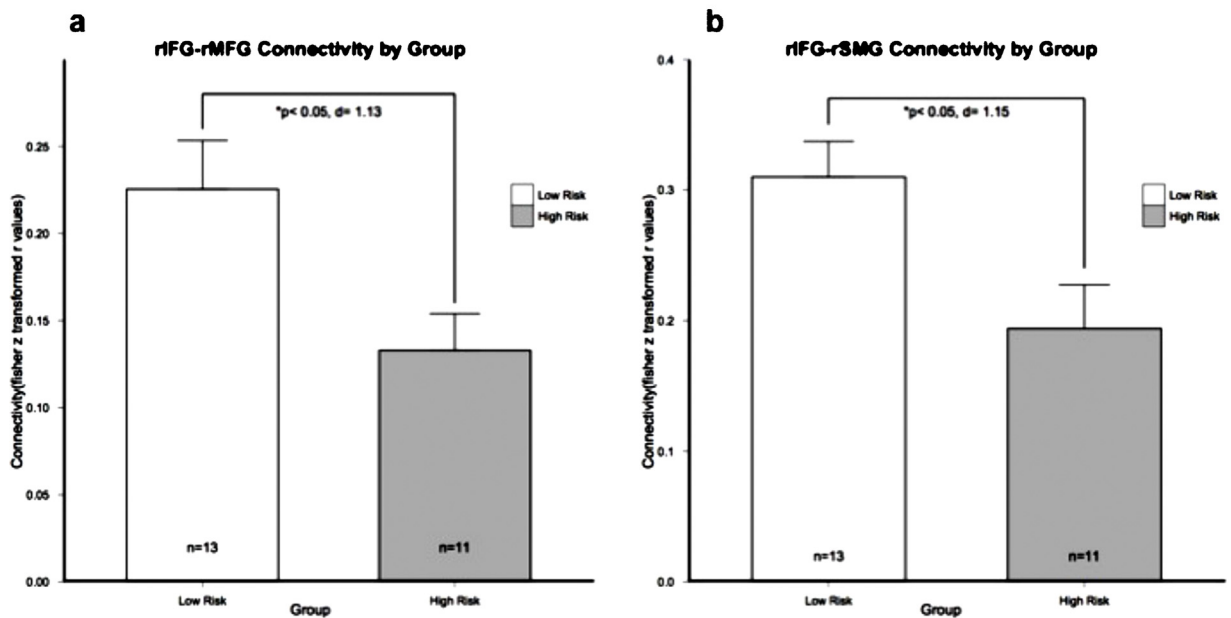 a
rIFG-rMFG Connectivity by Group
*p< 0.05, d= 1.13
Low Risk
High Risk
Connectivity(fisher z transformed r values)
0.25
0.20
0.15
0.10
0.05
0.00
n=13
n=11
Low Risk
High Risk
Group
b
rIFG-rSMG Connectivity by Group
*p< 0.05, d= 1.15
Low Risk
High Risk
Connectivity(fisher z transformed r values)
0.4
0.3
0.2
0.1
0.0
n=13
n=11
Low Risk
High Risk
Group